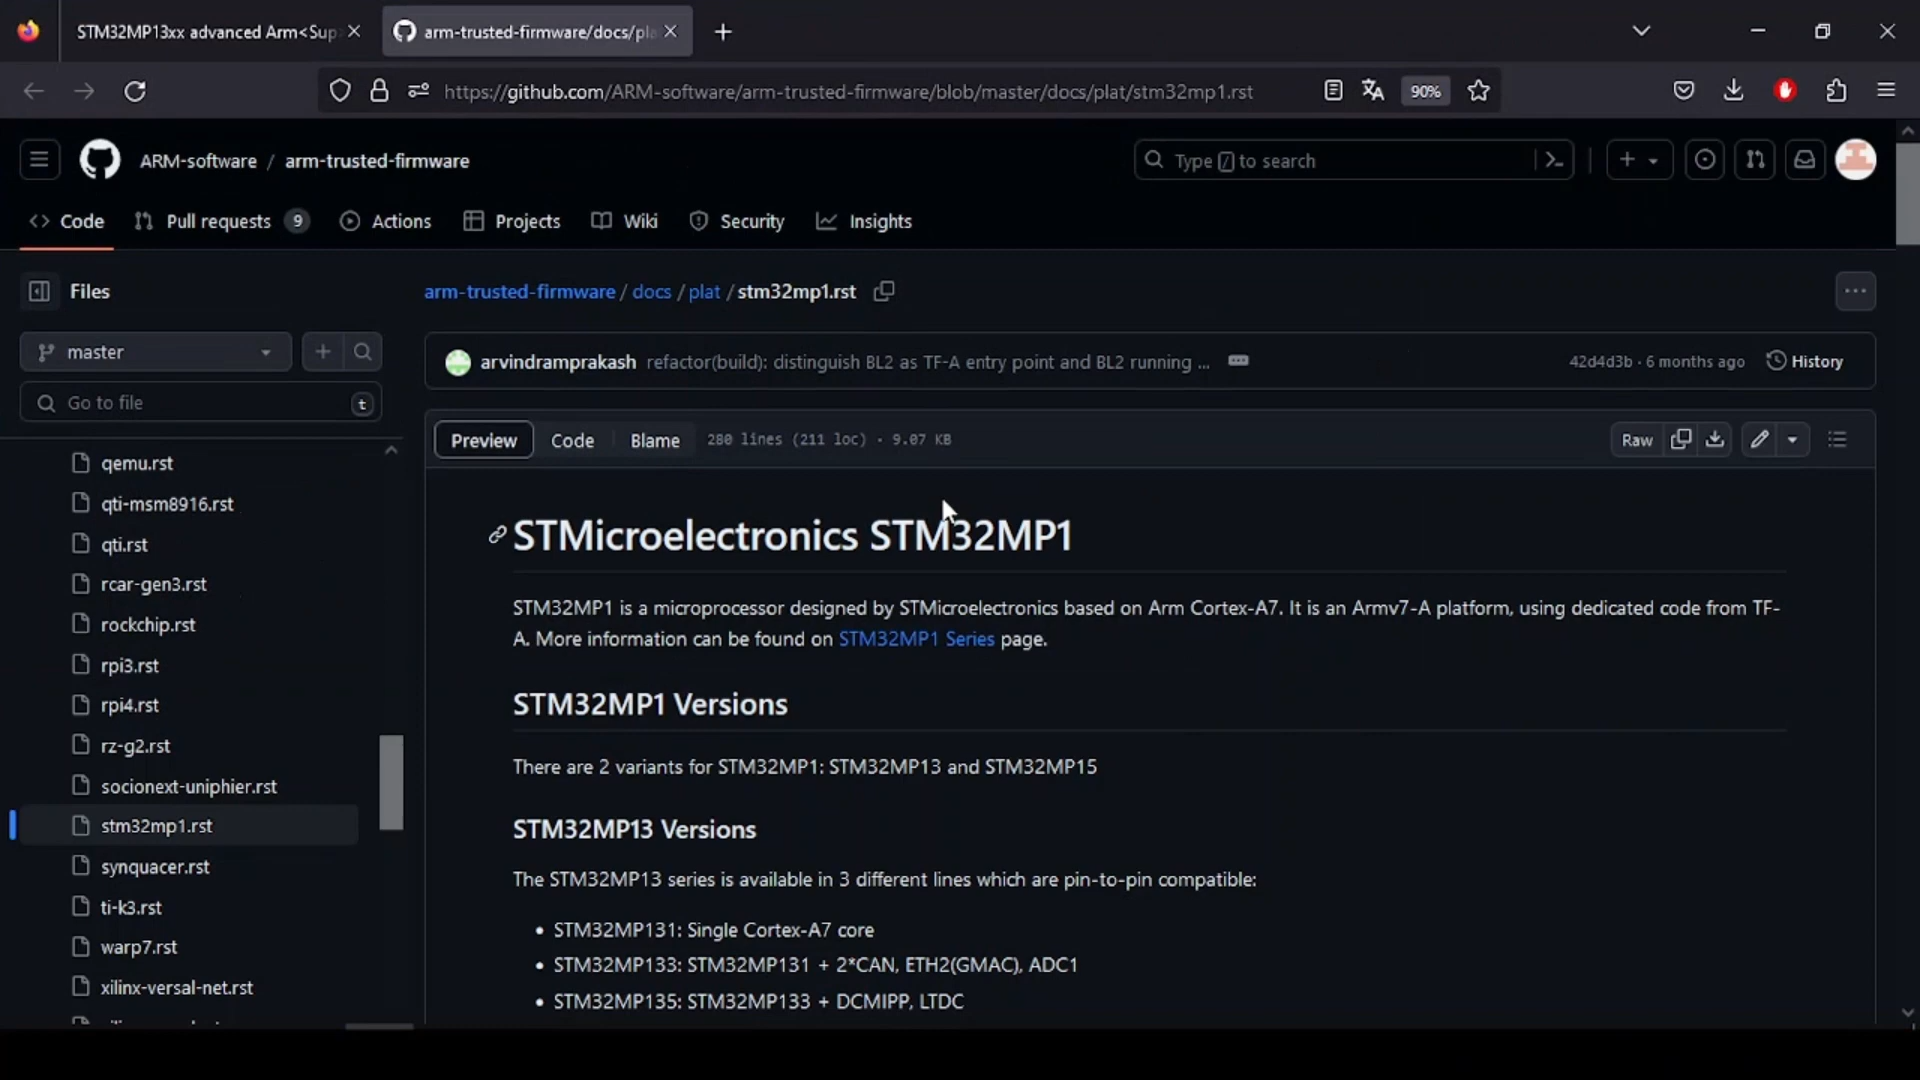 STM32MP13xx advanced Arm<Sup
arm-trusted-firmware/docs/pla
https://github.com/ARM-software/arm-trusted-firmware/blob/master/docs/plat/stm32mp1.rst
90%
ARM-software / arm-trusted-firmware
Type / to search
Code
Pull requests 9
Actions
Projects
Wiki
Security
Insights
Files
master
Go to file
t
qemu.rst
qti-msm8916.rst
qti.rst
rcar-gen3.rst
rockchip.rst
rpi3.rst
rpi4.rst
rz-g2.rst
socionext-uniphier.rst
stm32mp1.rst
synquacer.rst
ti-k3.rst
warp7.rst
xilinx-versal-net.rst
arm-trusted-firmware / docs / plat / stm32mp1.rst
arvindramprakash refactor(build): distinguish BL2 as TF-A entry point and BL2 running ...
42d4d3b · 6 months ago
History
Preview
Code
Blame
280 lines (211 loc) · 9.07 KB
Raw
STMicroelectronics STM32MP1
STM32MP1 is a microprocessor designed by STMicroelectronics based on Arm Cortex-A7. It is an Armv7-A platform, using dedicated code from TF-
A. More information can be found on STM32MP1 Series page.
STM32MP1 Versions
There are 2 variants for STM32MP1: STM32MP13 and STM32MP15
STM32MP13 Versions
The STM32MP13 series is available in 3 different lines which are pin-to-pin compatible:
• STM32MP131: Single Cortex-A7 core
• STM32MP133: STM32MP131 + 2*CAN, ETH2(GMAC), ADC1
• STM32MP135: STM32MP133 + DCMIPP, LTDC